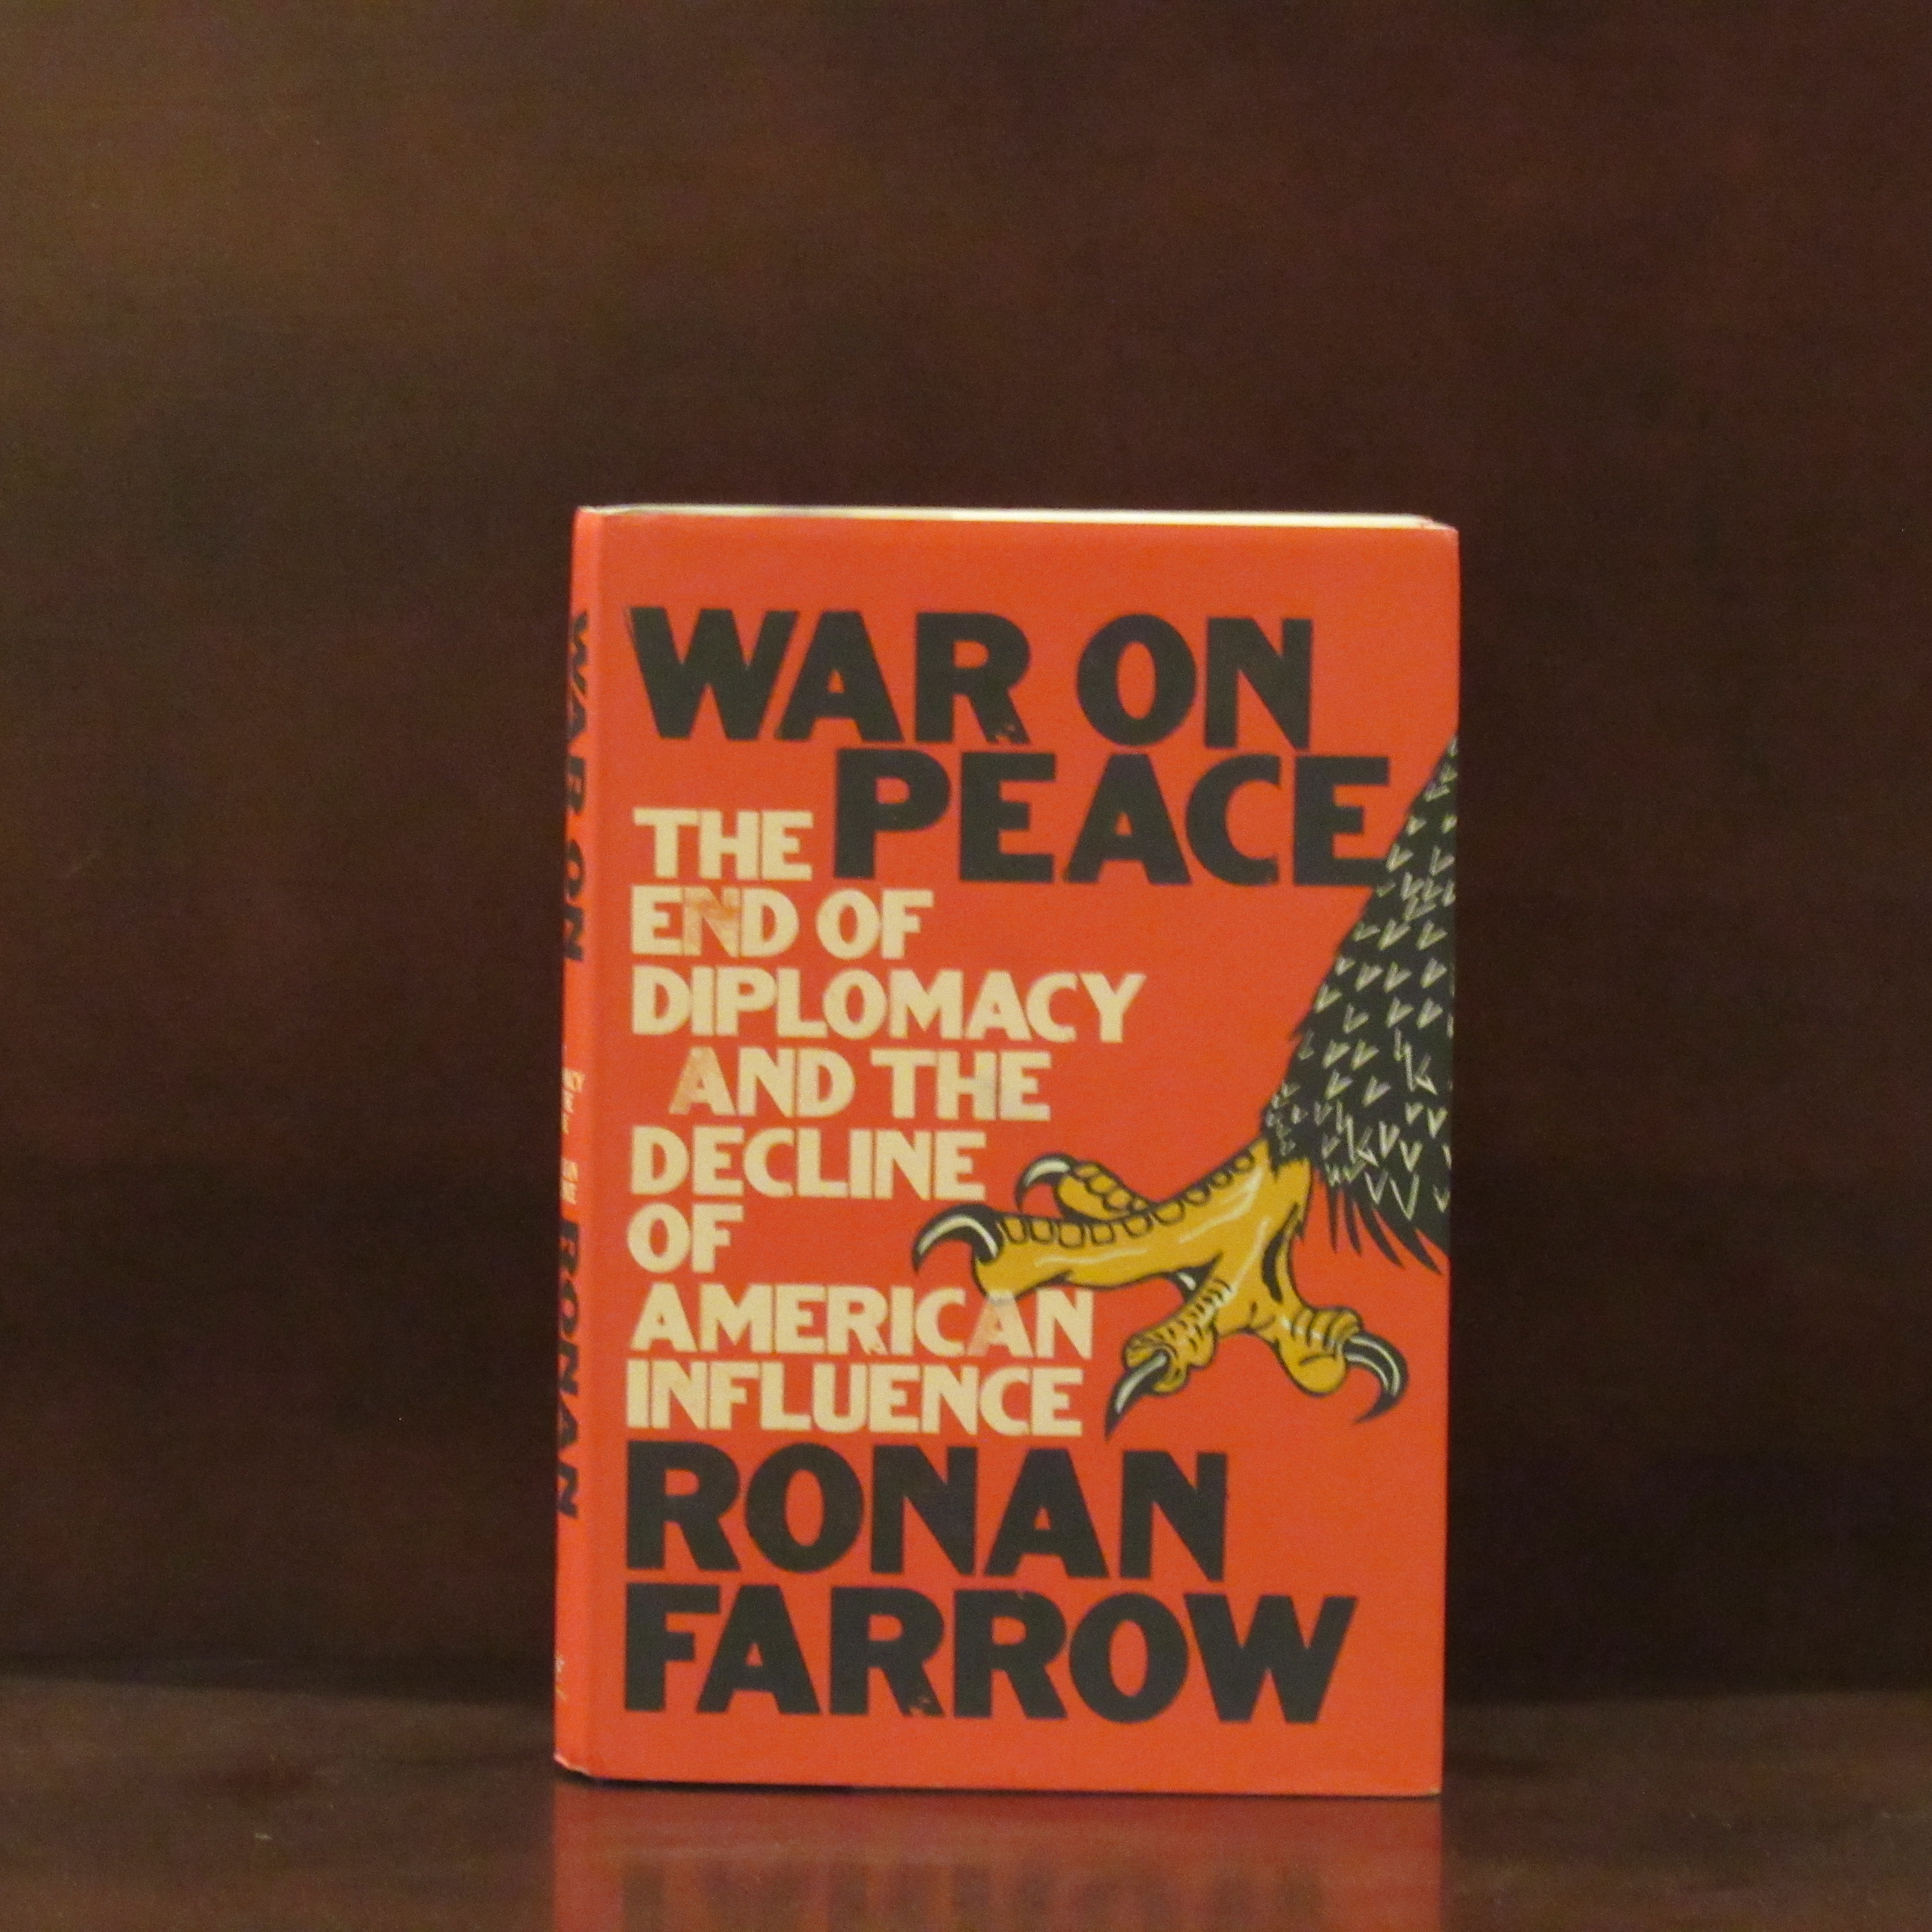 WAR ON
PEACE
THE
END OF
DIPLOMACY
AND THE
DECLINE
OF
AMERICAN
INFLUENCE
RONAN
FARROW
WAR ON
RONAN